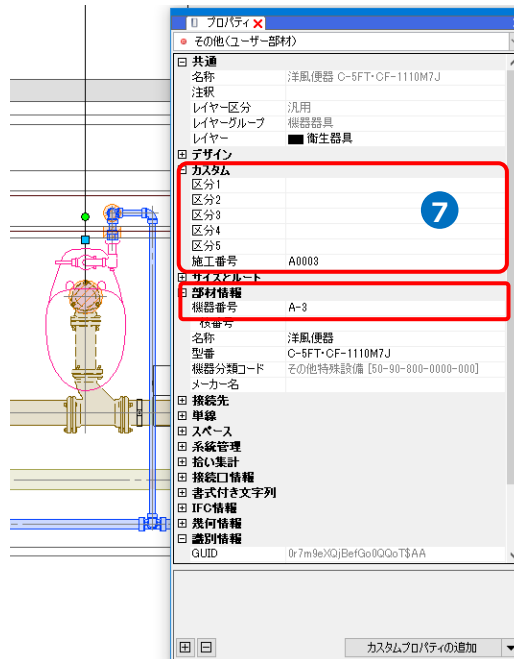 プロパティ
その他(ユーザー部材)
共通
名称 洋風便器 C-5FT・CF-1110M7J
注釈
レイヤー区分 汎用
レイヤーグループ 機器器具
レイヤー 衛生器具
デザイン
カスタム
区分1
区分2
区分3
区分4
区分5
施工番号 A0003
7
サイズとルート
部材情報
機器番号 A-3
枝番号
名称 洋風便器
型番 C-5FT・CF-1110M7J
機器分類コード その他特殊設備 [50-90-800-0000-000]
メーカー名
接続先
単線
スペース
系統管理
拾い集計
接続口情報
書式付き文字列
IFC情報
幾何情報
識別情報
GUID 0r7m9eXQjBefGo0QQoT$AA
カスタムプロパティの追加